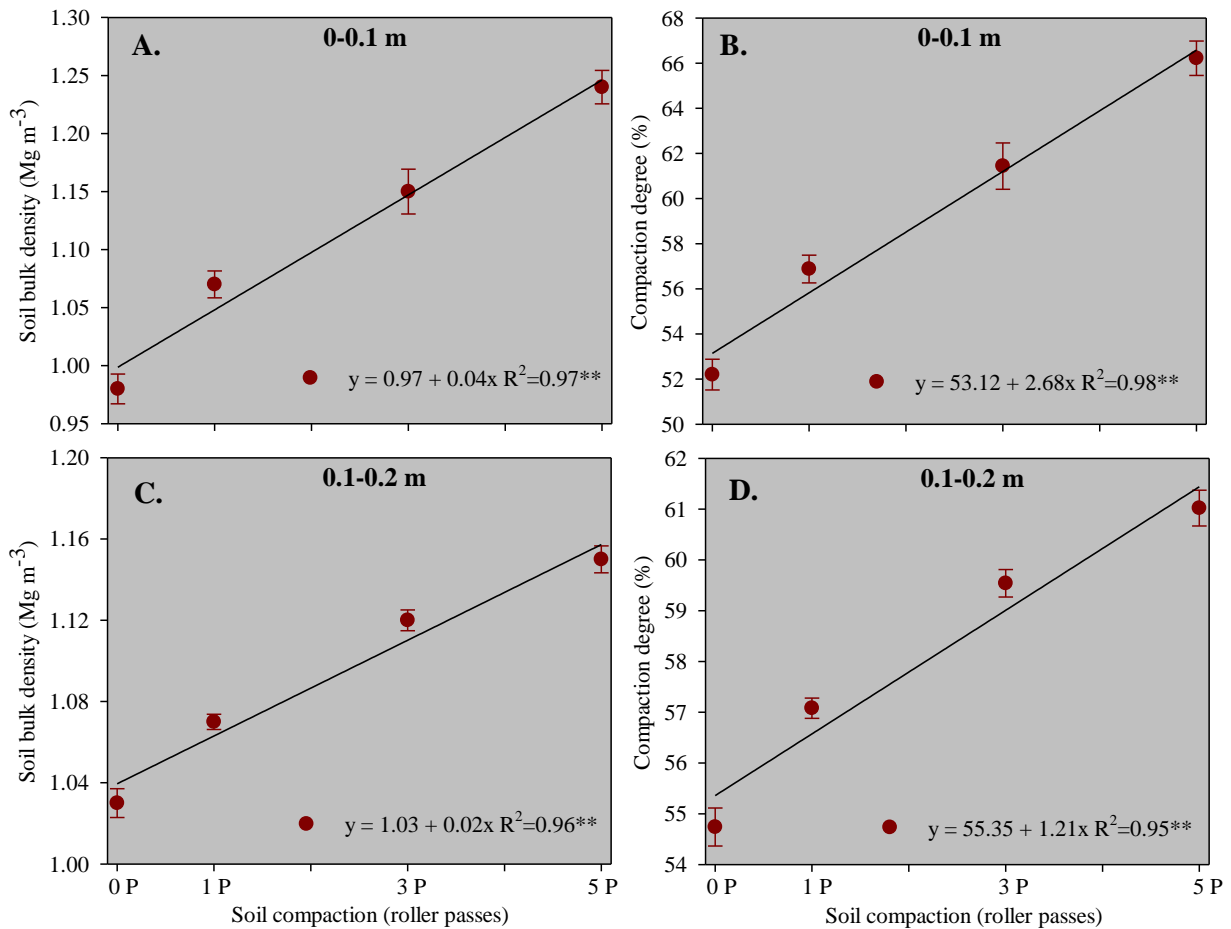 A.
0-0.1 m
Soil bulk density (Mg m-3)
1.30
1.25
1.20
1.15
1.10
1.05
1.00
0.95
y = 0.97 + 0.04x R2=0.97**
B.
0-0.1 m
Compaction degree (%)
68
66
64
62
60
58
56
54
52
50
y = 53.12 + 2.68x R2=0.98**
C.
0.1-0.2 m
Soil bulk density (Mg m-3)
1.20
1.16
1.12
1.08
1.04
1.00
y = 1.03 + 0.02x R2=0.96**
0 P 1 P 3 P 5 P
Soil compaction (roller passes)
D.
0.1-0.2 m
Compaction degree (%)
62
61
60
59
58
57
56
55
54
y = 55.35 + 1.21x R2=0.95**
0 P 1 P 3 P 5 P
Soil compaction (roller passes)